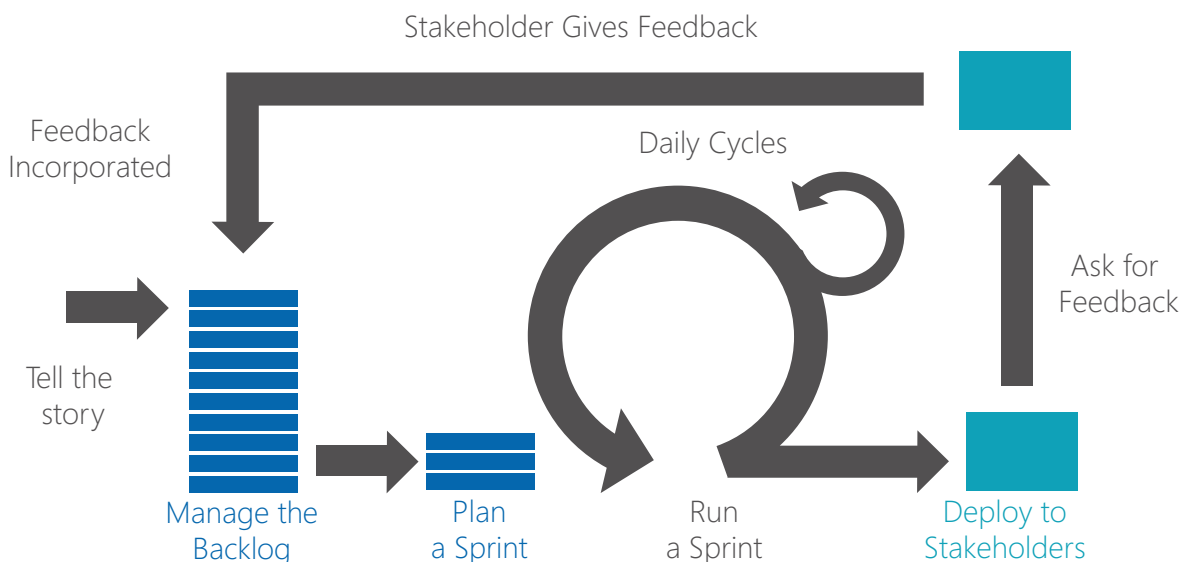 Stakeholder Gives Feedback
Feedback
Incorporated
Daily Cycles
Ask for
Feedback
Tell the
story
Manage the
Backlog
Plan
a Sprint
Run
a Sprint
Deploy to
Stakeholders